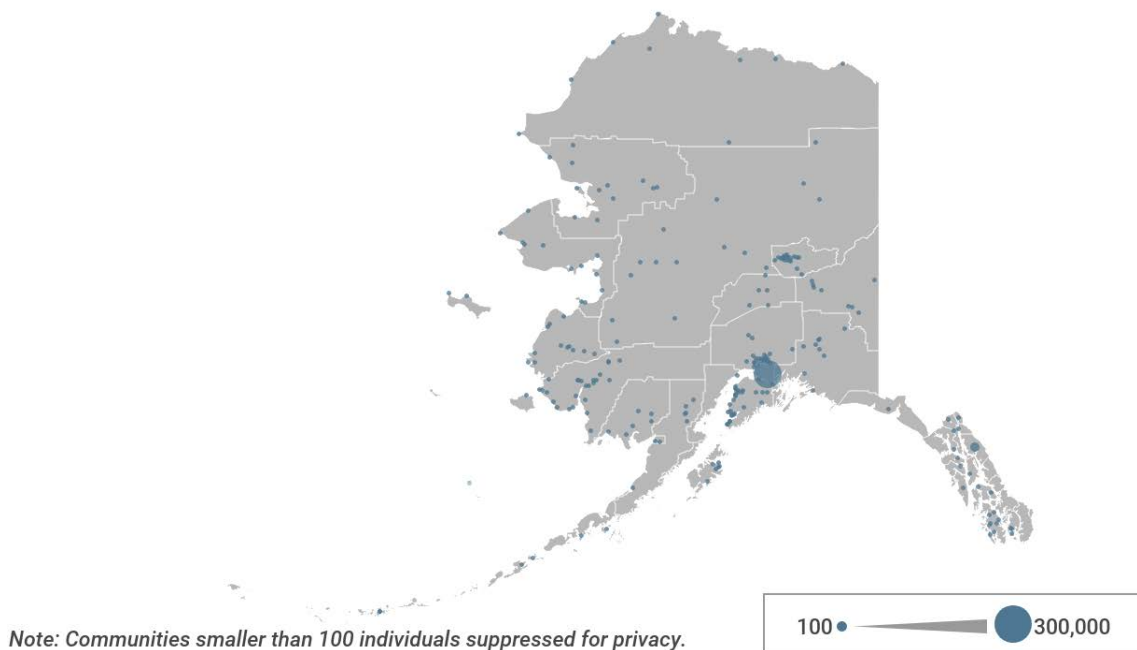 Note: Communities smaller than 100 individuals suppressed for privacy.
100 300,000